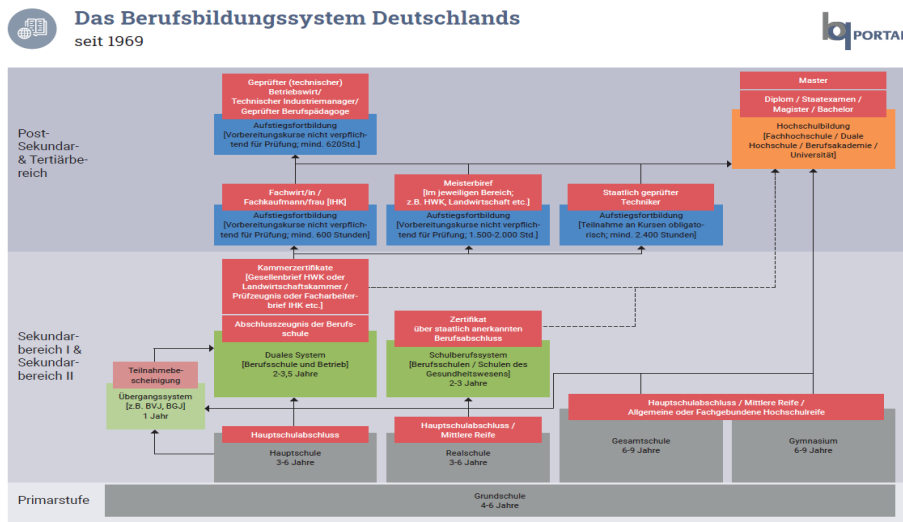 Das Berufsbildungssystem Deutschlands
seit 1969
bq PORTAL
Post-
Sekundar-
& Tertiärbe-
reich
Geprüfter (technischer)
Betriebswirt/
Technischer Industriemanager/
Geprüfter Berufspädagoge
Aufstiegsfortbildung
[Vorbereitungskurse nicht verpflich-
tend für Prüfung; mind. 620Std.]
Master
Diplom / Staatexamen /
Magister / Bachelor
Hochschulbildung
[Fachhochschule / Duale
Hochschule / Berufsakademie /
Universität]
Fachwirt/in /
Fachkaufmann/frau [IHK]
Aufstiegsfortbildung
[Vorbereitungskurse nicht verpflich-
tend für Prüfung; mind. 600 Stunden]
Meisterbiref
[Im jeweiligen Bereich;
z.B. HWK, Landwirtschaft etc.]
Aufstiegsfortbildung
[Vorbereitungskurse nicht verpflich-
tend für Prüfung; 1.500-2.000 Std.]
Staatlich geprüfter
Techniker
Aufstiegsfortbildung
[Teilnahme an Kursen obligato-
risch; mind. 2.400 Stunden]
Sekundar-
bereich I &
Sekundar-
bereich II
Kammerzertifikate
[Gesellenbrief HWK oder
Landwirtschaftskammer /
Prüfzeugnis oder Facharbeiter-
brief IHK etc.]
Abschlusszeugnis der Berufs-
schule
Duales System
[Berufsschule und Betrieb]
2-3,5 Jahre
Zertifikat
über staatlich anerkannten
Berufsabschluss
Schulberufssystem
[Berufsschulen / Schulen des
Gesundheitswesens]
2-3 Jahre
Teilnahmebe-
scheinigung
Übergangssystem
[z.B. BVJ, BGJ]
1 Jahr
Hauptschulabschluss
Hauptschule
3-6 Jahre
Hauptschulabschluss /
Mittlere Reife
Realschule
3-6 Jahre
Hauptschulabschluss / Mittlere Reife /
Allgemeine oder Fachgebundene Hochschulreife
Gesamtschule
6-9 Jahre
Gymnasium
6-9 Jahre
Primarstufe
Grundschule
4-6 Jahre